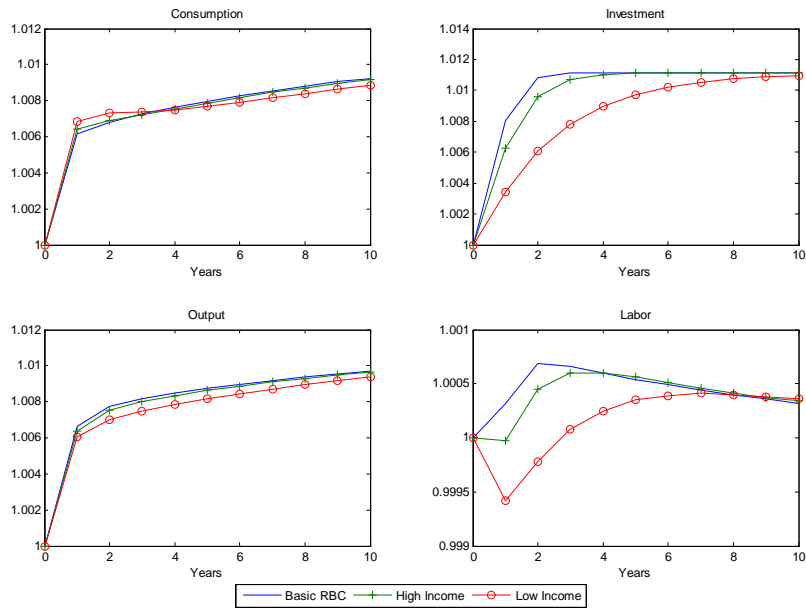 Consumption
1.012
1.01
1.008
1.006
1.004
1.002
1
0 2 4 6 8 10
Years
Investment
1.014
1.012
1.01
1.008
1.006
1.004
1.002
1
0 2 4 6 8 10
Years
Output
1.012
1.01
1.008
1.006
1.004
1.002
1
0 2 4 6 8 10
Years
Labor
1.001
1.0005
1
0.9995
0.999
0 2 4 6 8 10
Years
Basic RBC High Income Low Income